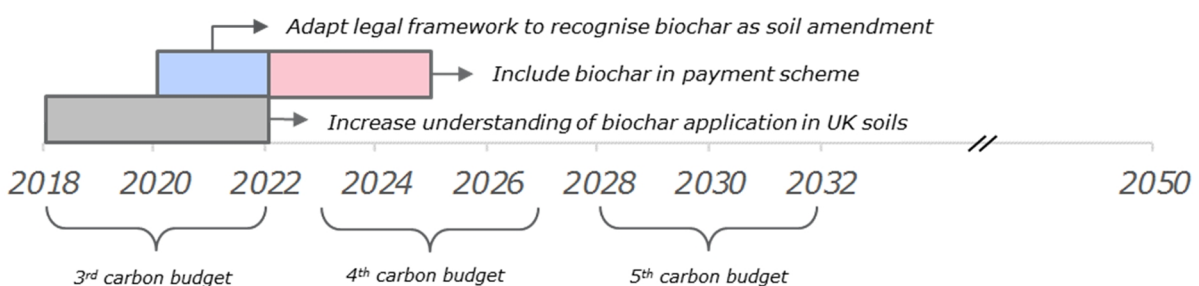 Adapt legal framework to recognise biochar as soil amendment
Include biochar in payment scheme
Increase understanding of biochar application in UK soils
2018 2020 2022 2024 2026 2028 2030 2032 2050
3rd carbon budget 4th carbon budget 5th carbon budget